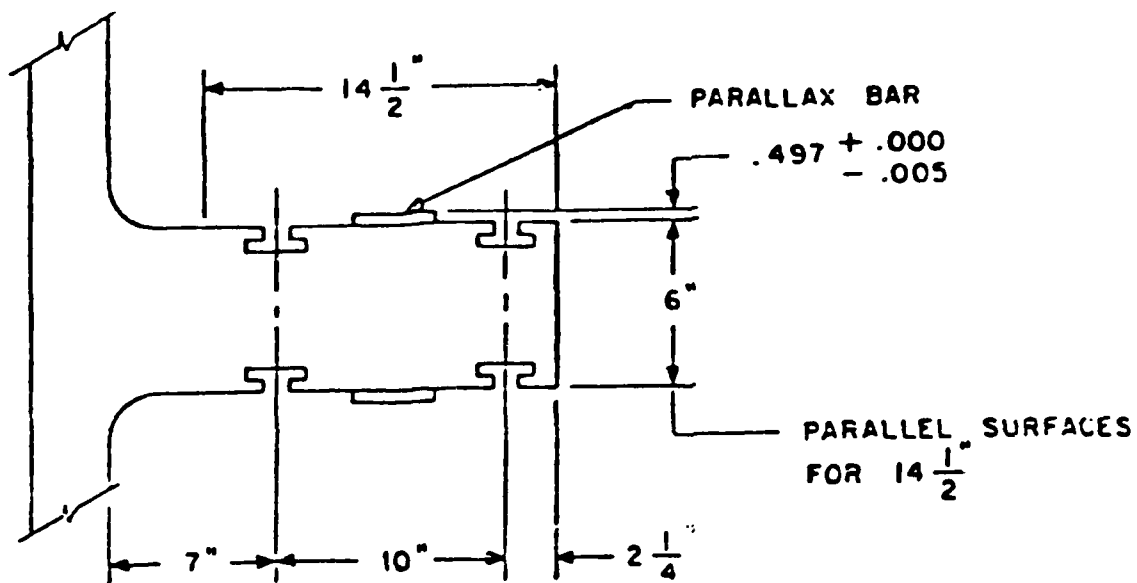 14 1/2"
PARALLAX BAR
.497 + .000
- .005
6"
PARALLEL SURFACES
FOR 14 1/2"
7"
10"
2 1/4"